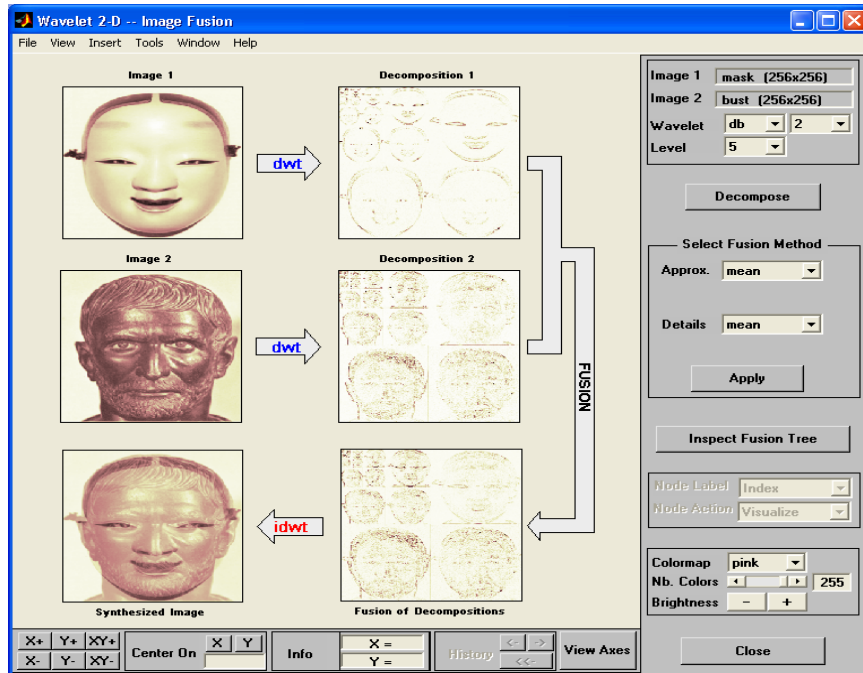 Wavelet 2-D -- Image Fusion
File View Insert Tools Window Help
Image 1
Decomposition 1
dwt
Image 2
Decomposition 2
dwt
FUSION
idwt
Synthesized Image
Fusion of Decompositions
Image 1 mask (256x256)
Image 2 bust (256x256)
Wavelet db 2
Level 5
Decompose
Select Fusion Method
Approx. mean
Details mean
Apply
Inspect Fusion Tree
Node Label Index
Node Action Visualize
Colormap pink
Nb. Colors 255
Brightness - +
Close
X+ Y+ XY+
X- Y- XY-
Center On X Y
Info X =
Y =
History <- ->
<<-
View Axes